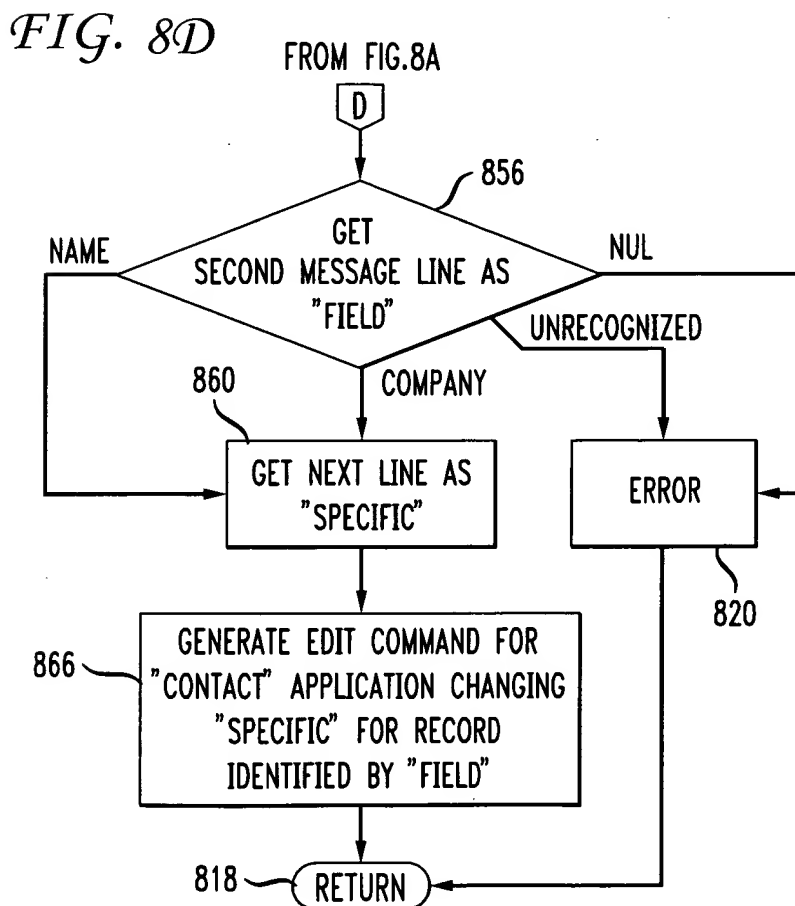 FIG. 8D
FROM FIG.8A
D
856
GET
SECOND MESSAGE LINE AS
"FIELD"
NAME
NUL
UNRECOGNIZED
COMPANY
860
GET NEXT LINE AS
"SPECIFIC"
ERROR
820
866
GENERATE EDIT COMMAND FOR
"CONTACT" APPLICATION CHANGING
"SPECIFIC" FOR RECORD
IDENTIFIED BY "FIELD"
818
RETURN